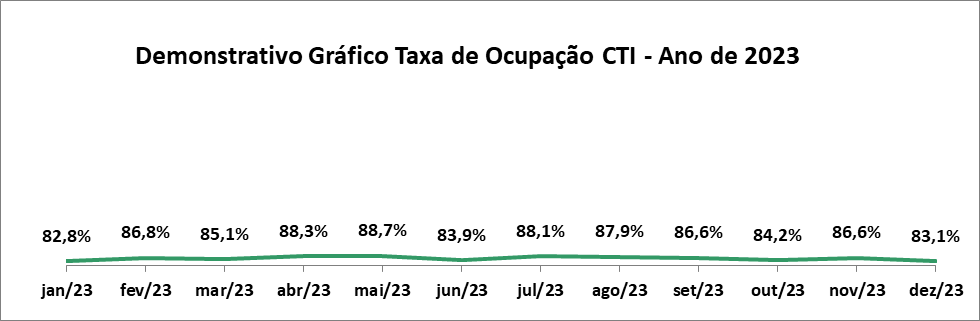 Demonstrativo Gráfico Taxa de Ocupação CTI - Ano de 2023
82,8% 86,8% 85,1% 88,3% 88,7% 83,9% 88,1% 87,9% 86,6% 84,2% 86,6% 83,1%
jan/23 fev/23 mar/23 abr/23 mai/23 jun/23 jul/23 ago/23 set/23 out/23 nov/23 dez/23